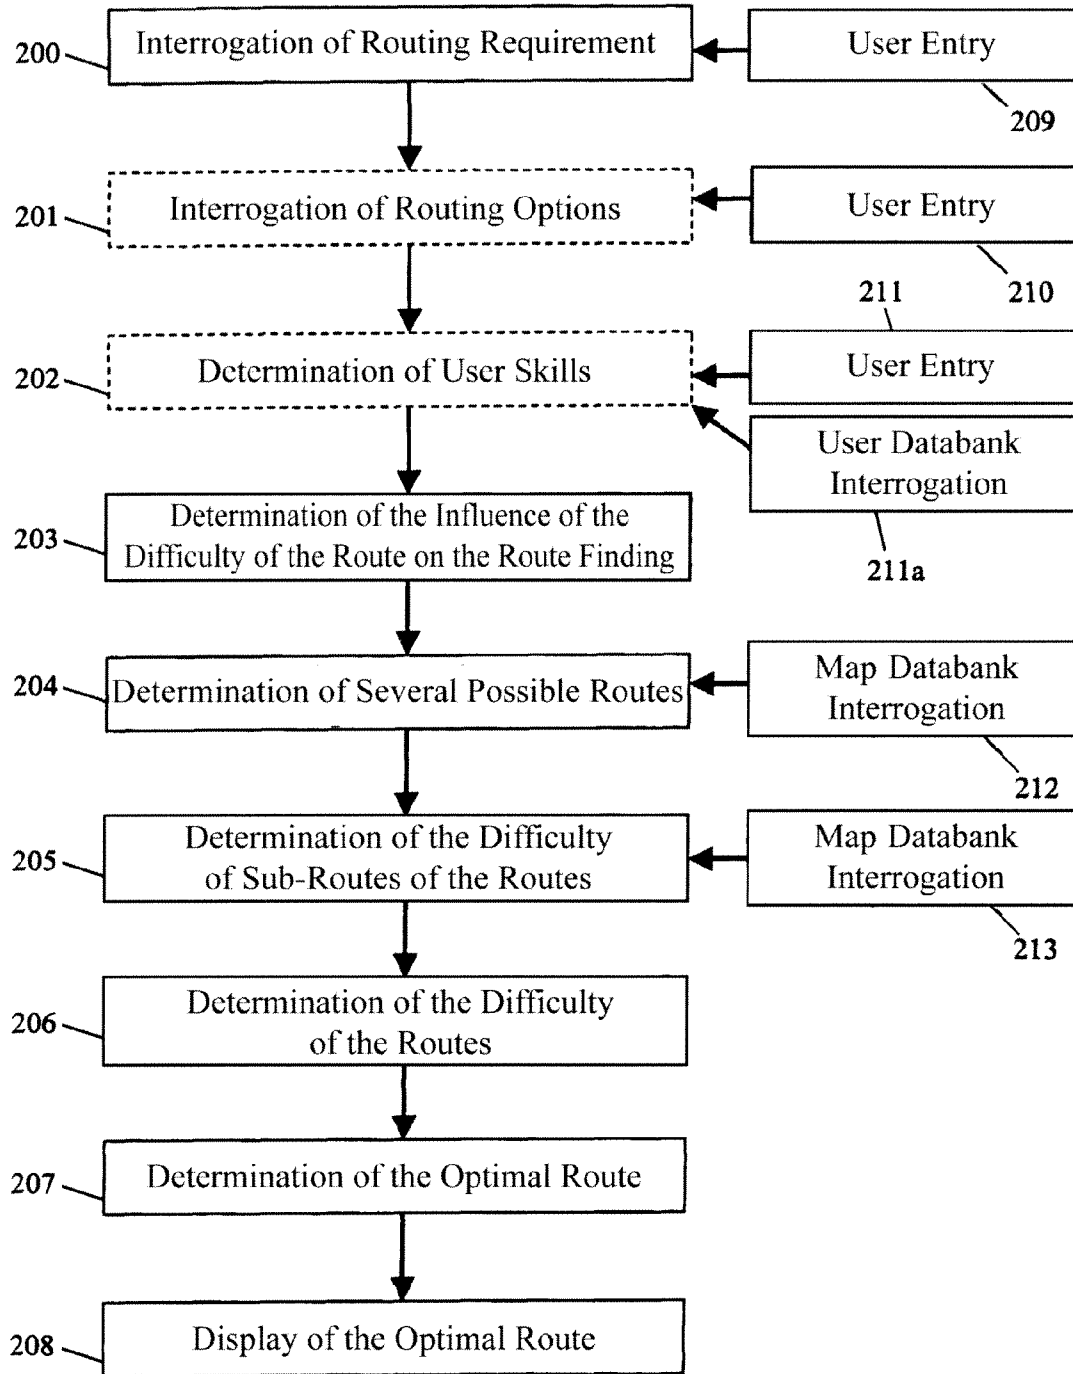 200
Interrogation of Routing Requirement
User Entry
209
201
Interrogation of Routing Options
User Entry
210
211
202
Determination of User Skills
User Entry
User Databank
Interrogation
211a
203
Determination of the Influence of the
Difficulty of the Route on the Route Finding
204
Determination of Several Possible Routes
Map Databank
Interrogation
212
205
Determination of the Difficulty
of Sub-Routes of the Routes
Map Databank
Interrogation
213
206
Determination of the Difficulty
of the Routes
207
Determination of the Optimal Route
208
Display of the Optimal Route